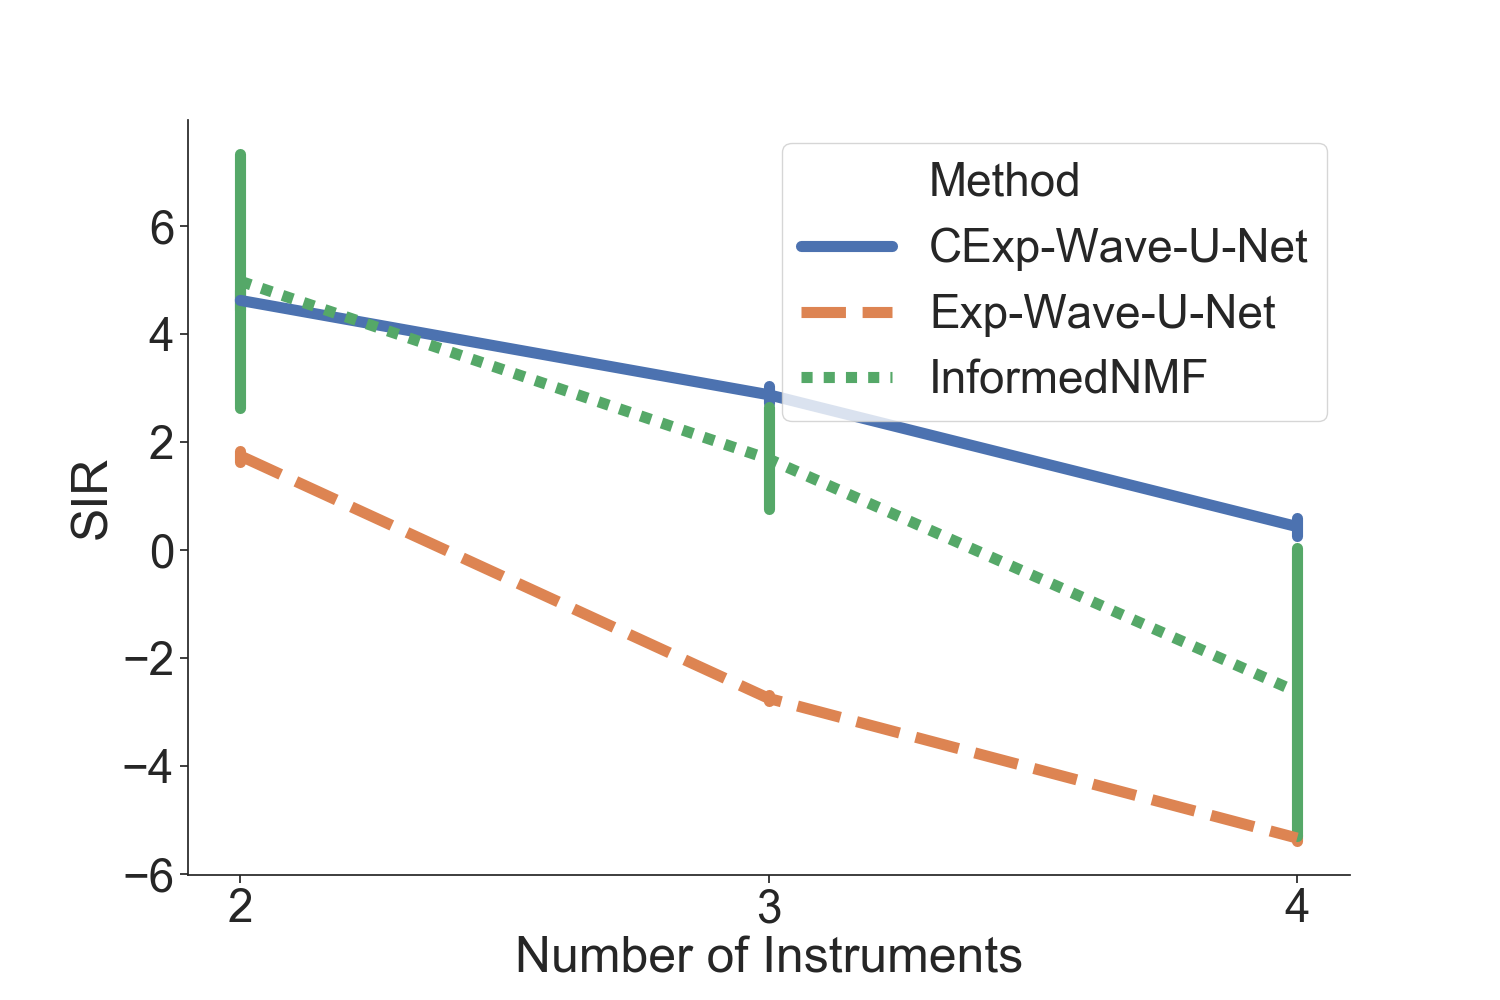 Method
CExp-Wave-U-Net
Exp-Wave-U-Net
InformedNMF
SIR
6
4
2
0
−2
−4
−6
2 3 4
Number of Instruments